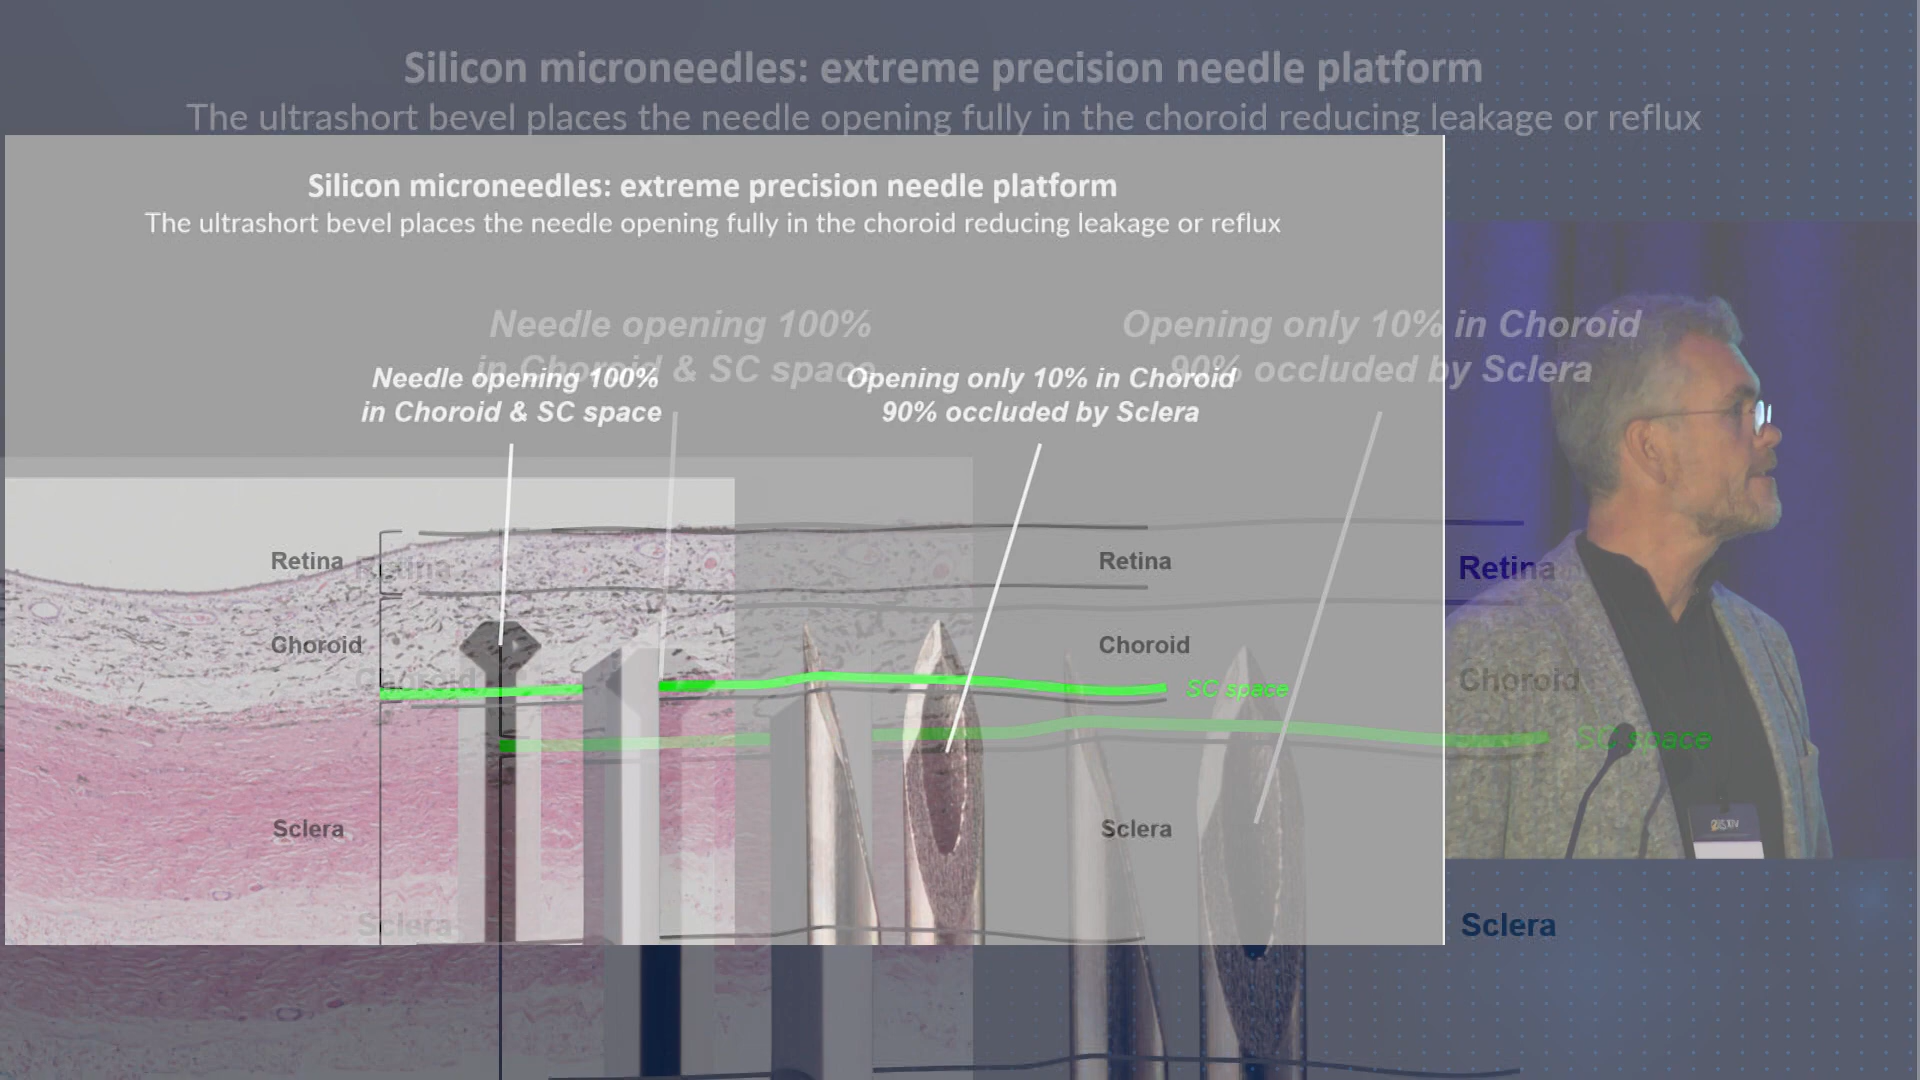 Silicon microneedles: extreme precision needle platform
The ultrashort bevel places the needle opening fully in the choroid reducing leakage or reflux
Silicon microneedles: extreme precision needle platform
The ultrashort bevel places the needle opening fully in the choroid reducing leakage or reflux
Needle opening 100%
in Choroid & SC space
Opening only 10% in Choroid
90% occluded by Sclera
Needle opening 100%
in Choroid & SC space
Opening only 10% in Choroid
90% occluded by Sclera
Retina
Retina
Retina
Retina
Choroid
Choroid
Choroid
Choroid
SC space
SC space
Sclera
Sclera
Sclera
Sclera